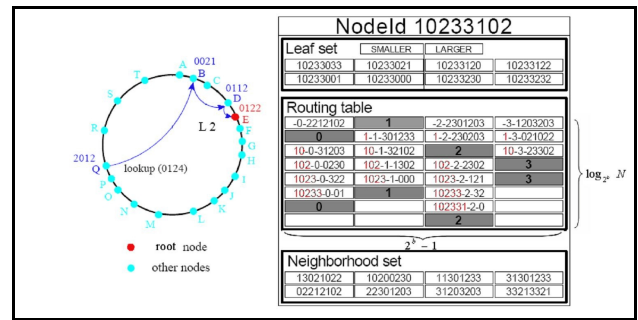 NodeId 10233102
Leaf set SMALLER LARGER
10233033 10233021 10233120 10233122
10233001 10233000 10233230 10233232
Routing table
-0-2212102 1 -2-2301203 -3-1203203
0 1-1-301233 1-2-230203 1-3-021022
10-0-31203 10-1-32102 2 10-3-23302
102-0-0230 102-1-1302 102-2-2302 3
1023-0-322 1023-1-000 1023-2-121 3
10233-0-01 1 10233-2-32
0 102331-2-0
2
log 2^b N
2^b – 1
Neighborhood set
13021022 10200230 11301233 31301233
02212102 22301203 31203203 33213321
0021
A
B
C
T
0112
D
S
0122
E
L 2
F
R
G
2012
H
Q
lookup (0124)
P
I
O
J
N
K
M
L
root node
other nodes